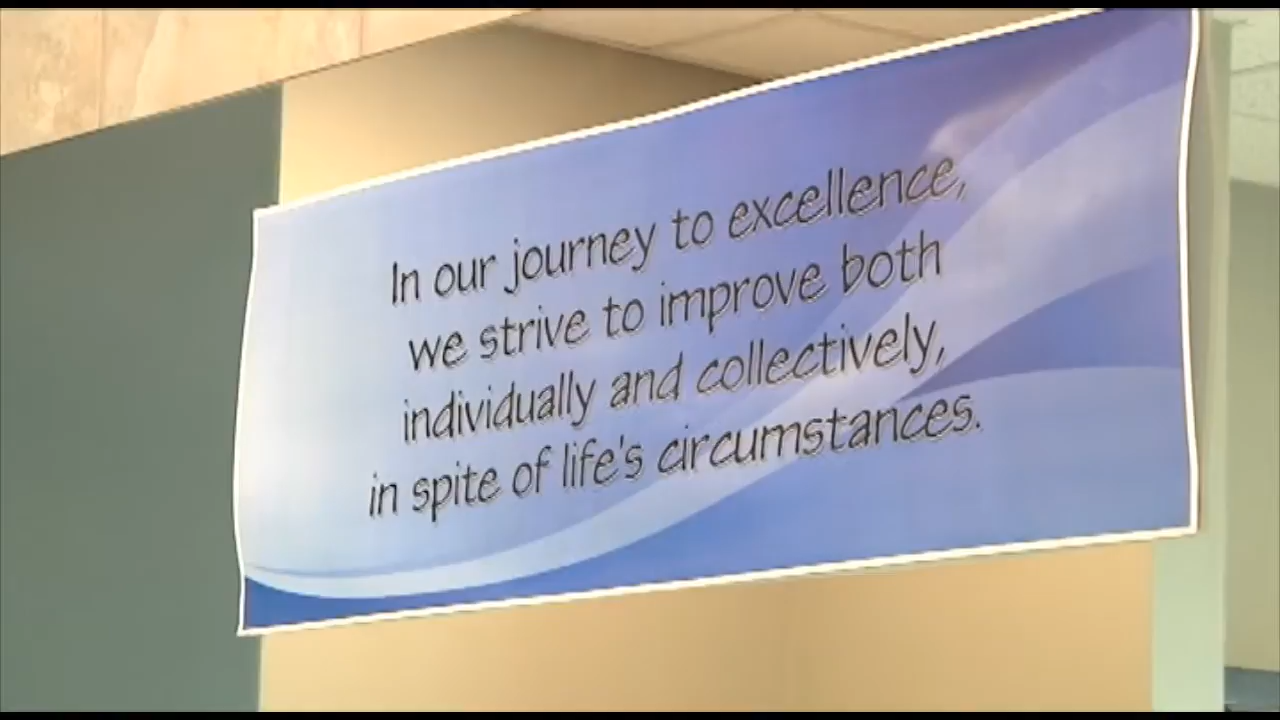 In our journey to excellence,
we strive to improve both
individually and collectively,
in spite of life's circumstances.